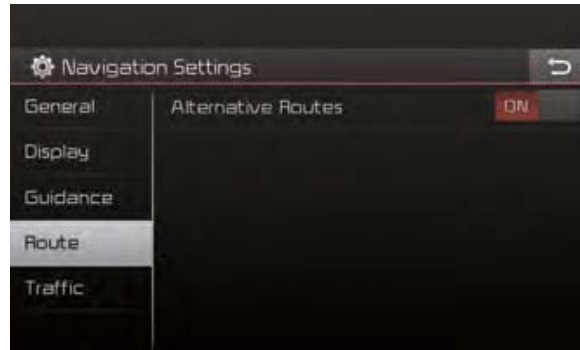 Navigation Settings
General
Alternative Routes
ON
Display
Guidance
Route
Traffic